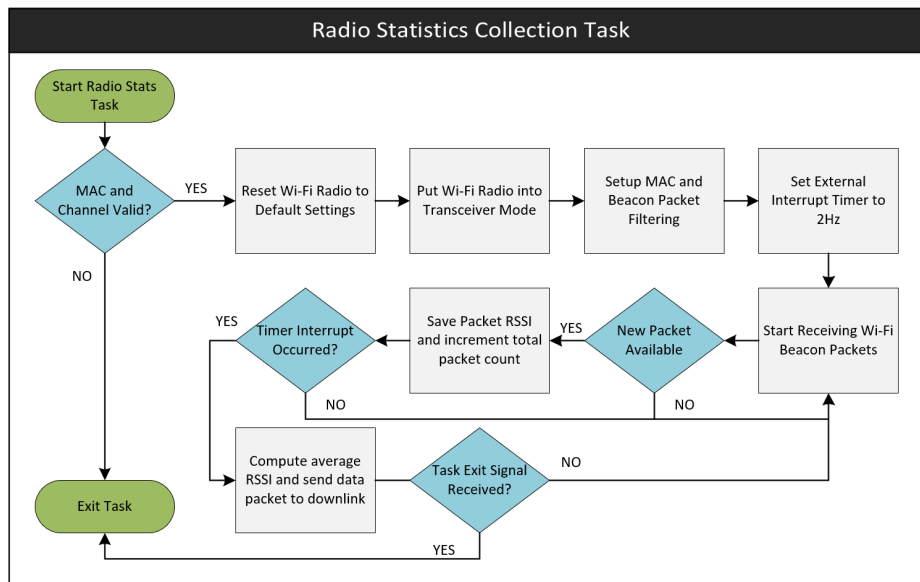 Radio Statistics Collection Task
Start Radio Stats
Task
MAC and
Channel Valid?
YES
NO
Reset Wi-Fi Radio to
Default Settings
Put Wi-Fi Radio into
Transceiver Mode
Setup MAC and
Beacon Packet
Filtering
Set External
Interrupt Timer to
2Hz
Start Receiving Wi-Fi
Beacon Packets
New Packet
Available
YES
NO
Save Packet RSSI
and increment total
packet count
Timer Interrupt
Occurred?
YES
NO
Compute average
RSSI and send data
packet to downlink
Task Exit Signal
Received?
NO
YES
Exit Task